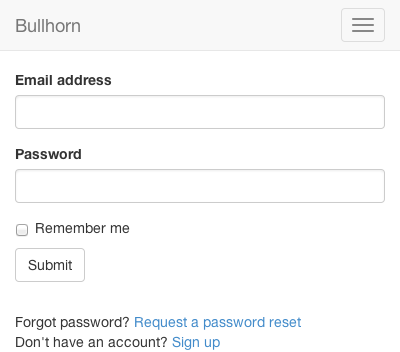 Bullhorn
Email address
Password
Remember me
Submit
Forgot password? Request a password reset
Don't have an account? Sign up